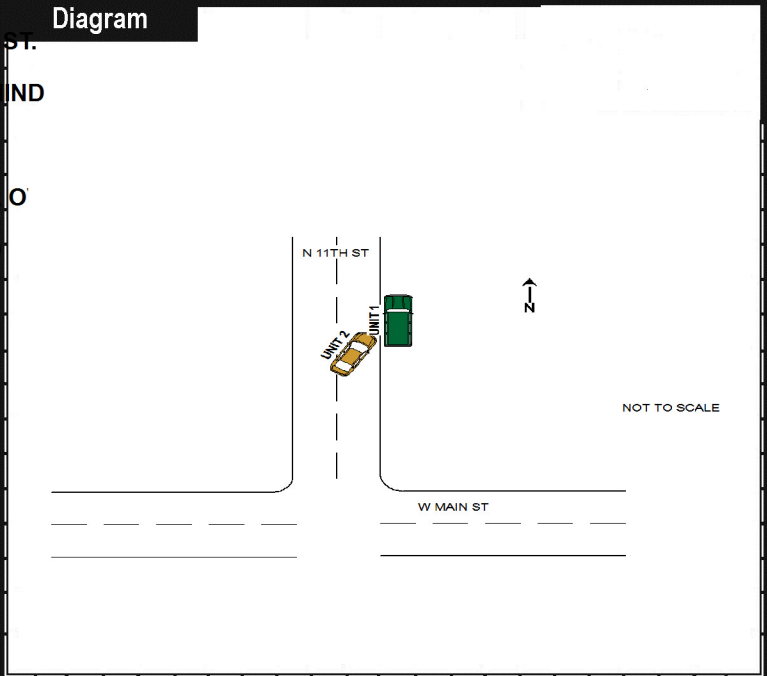 Diagram
ST.
IND
O'
N 11TH ST
N
UNIT 1
UNIT 2
NOT TO SCALE
W MAIN ST